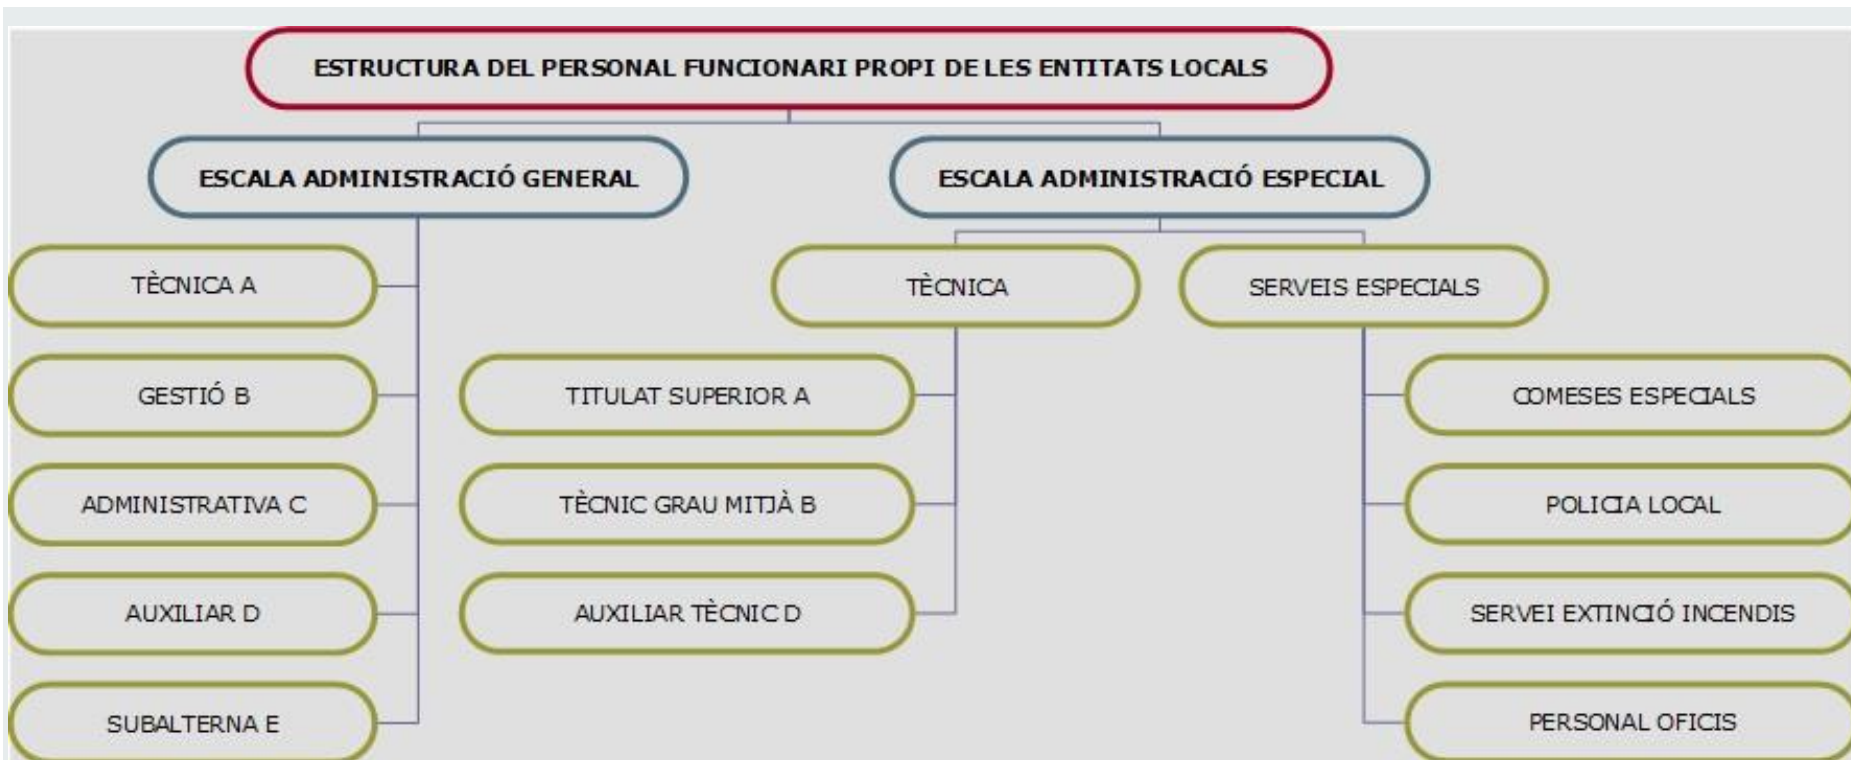 ESTRUCTURA DEL PERSONAL FUNCIONARI PROPI DE LES ENTITATS LOCALS
ESCALA ADMINISTRACIÓ GENERAL
ESCALA ADMINISTRACIÓ ESPECIAL
TÈCNICA A
GESTIÓ B
ADMINISTRATIVA C
AUXILIAR D
SUBALTERNA E
TÈCNICA
TITULAT SUPERIOR A
TÈCNIC GRAU MITJÀ B
AUXILIAR TÈCNIC D
SERVEIS ESPECIALS
COMESES ESPECIALS
POLICIA LOCAL
SERVEI EXTINCIÓ INCENDIS
PERSONAL OFICIS